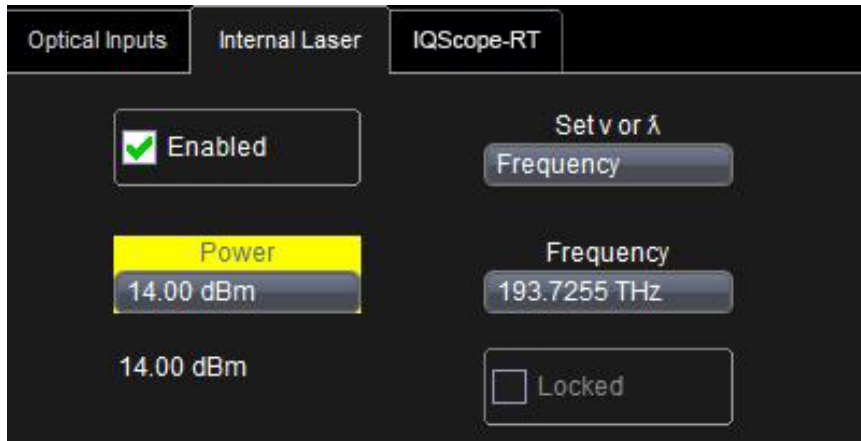 Optical Inputs Internal Laser IQScope-RT
Enabled
Set ν or λ
Frequency
Power
14.00 dBm
Frequency
193.7255 THz
14.00 dBm
Locked